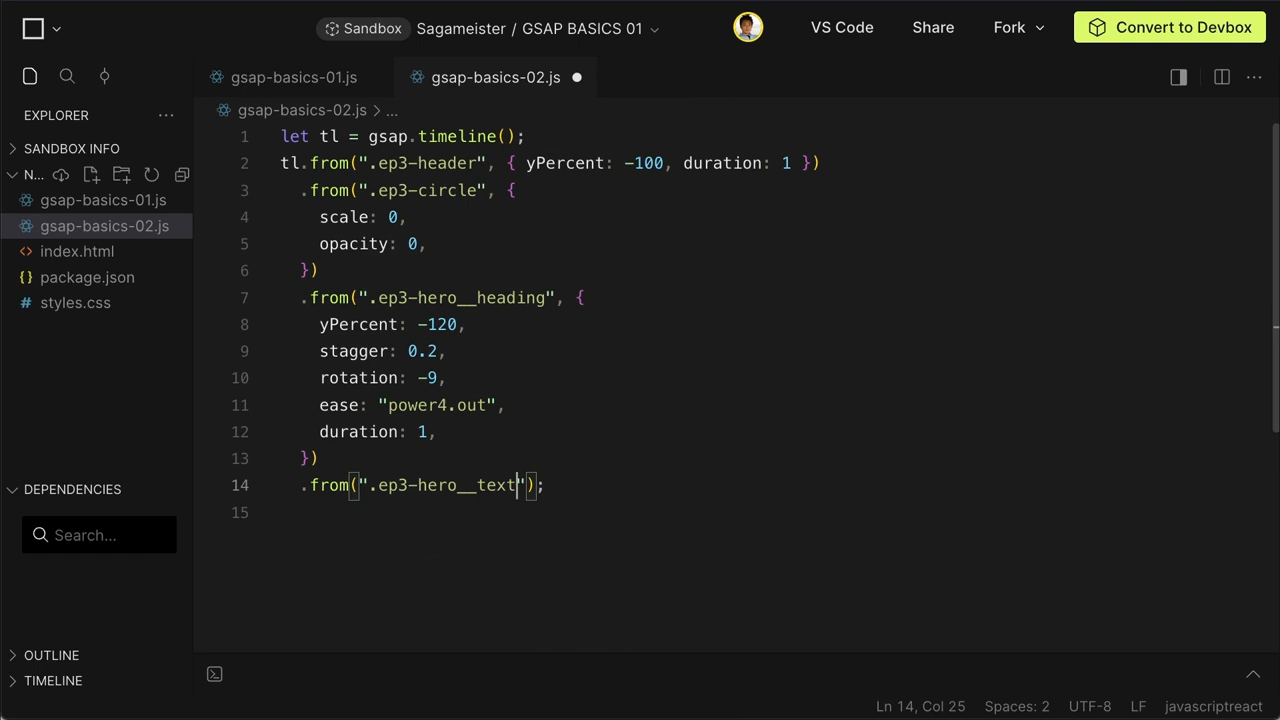 Sandbox Sagameister / GSAP BASICS 01
VS Code Share Fork Convert to Devbox
gsap-basics-01.js gsap-basics-02.js
EXPLORER ...
gsap-basics-02.js > ...
SANDBOX INFO
N...
gsap-basics-01.js
gsap-basics-02.js
index.html
package.json
styles.css
DEPENDENCIES
Search...
OUTLINE
TIMELINE
1 let tl = gsap.timeline();
2 tl.from(".ep3-header", { yPercent: -100, duration: 1 })
3 .from(".ep3-circle", {
4 scale: 0,
5 opacity: 0,
6 })
7 .from(".ep3-hero__heading", {
8 yPercent: -120,
9 stagger: 0.2,
10 rotation: -9,
11 ease: "power4.out",
12 duration: 1,
13 })
14 .from(".ep3-hero__text");
15
Ln 14, Col 25 Spaces: 2 UTF-8 LF javascriptreact